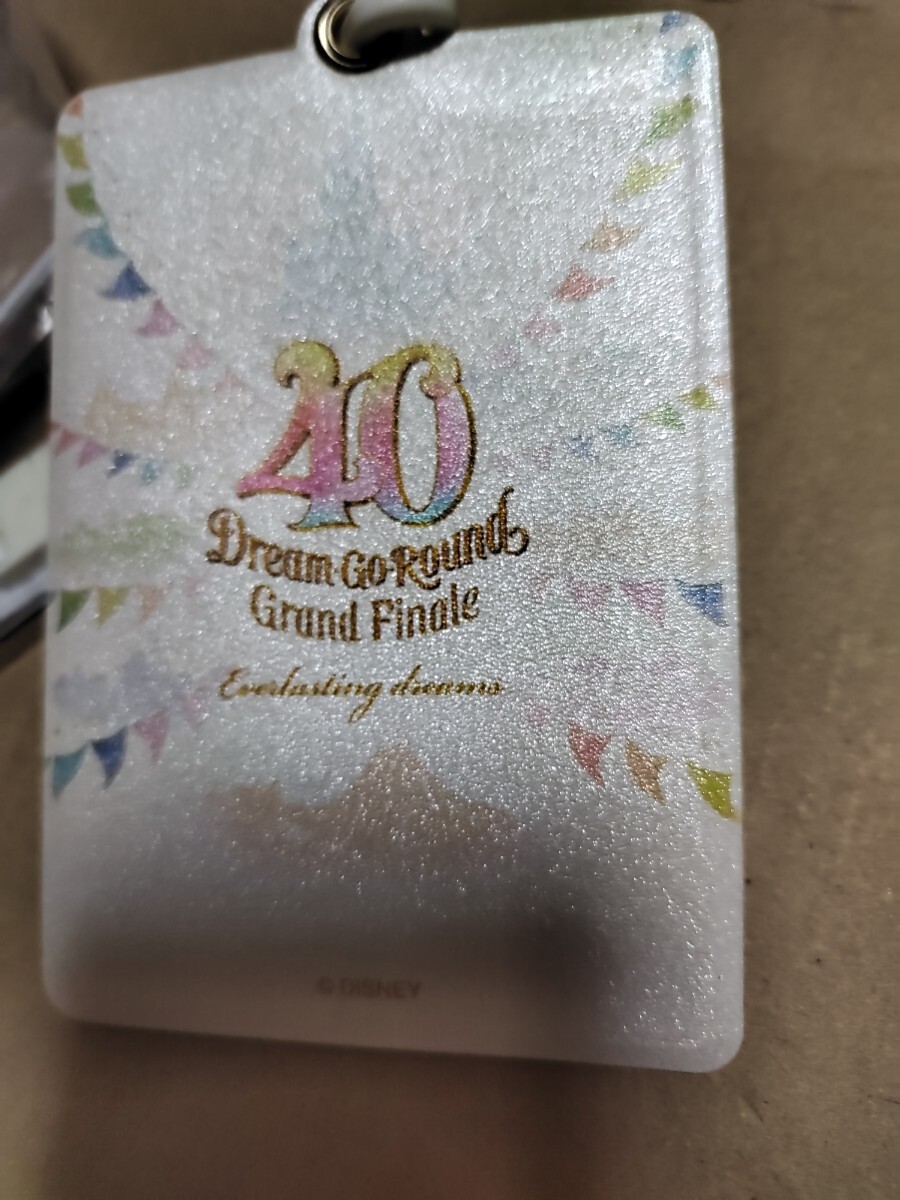 40
Dream-Go-Round
Grand Finale
Everlasting dreams
© DISNEY